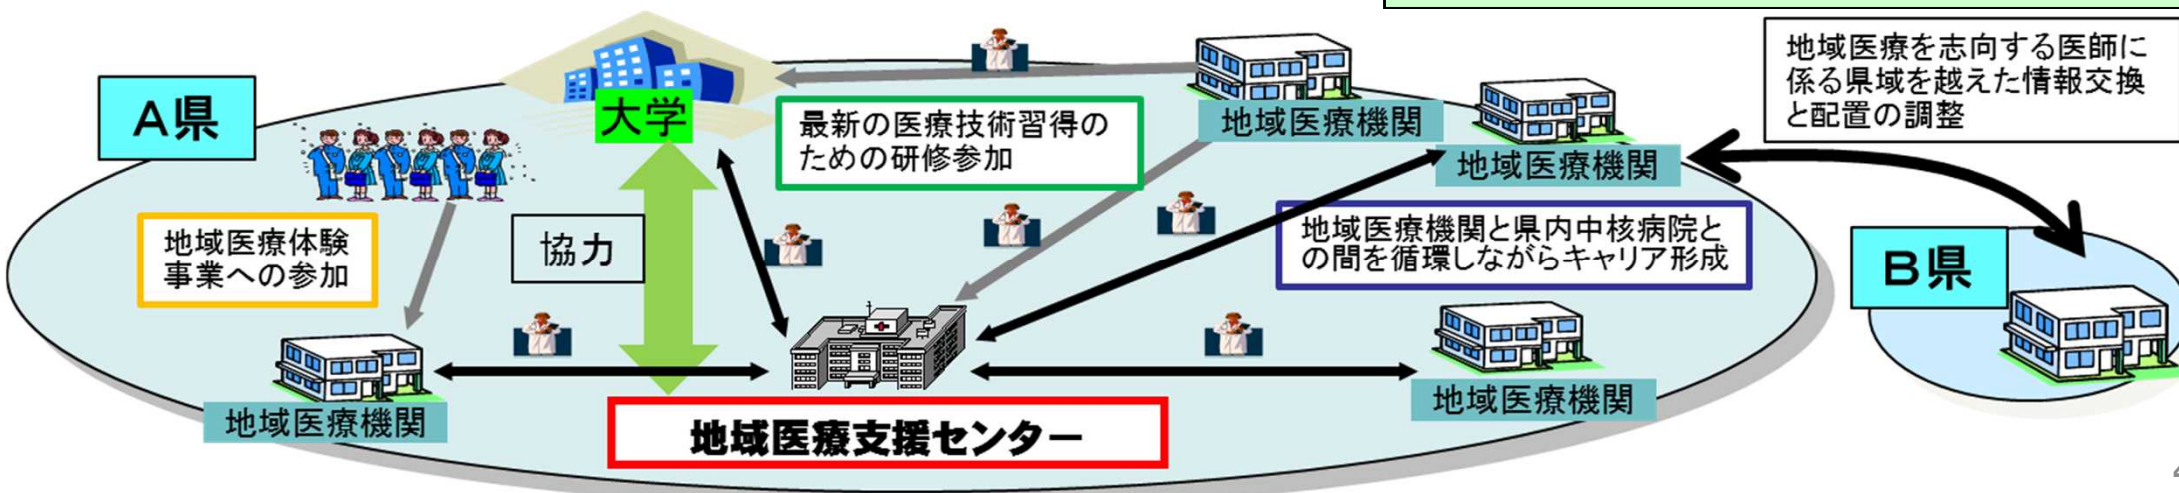 A県
大学
最新の医療技術習得の
ための研修参加
地域医療機関
地域医療機関
地域医療を志向する医師に
係る県域を越えた情報交換
と配置の調整
地域医療体験
事業への参加
協力
地域医療機関と県内中核病院と
の間を循環しながらキャリア形成
B県
地域医療機関
地域医療支援センター
地域医療機関